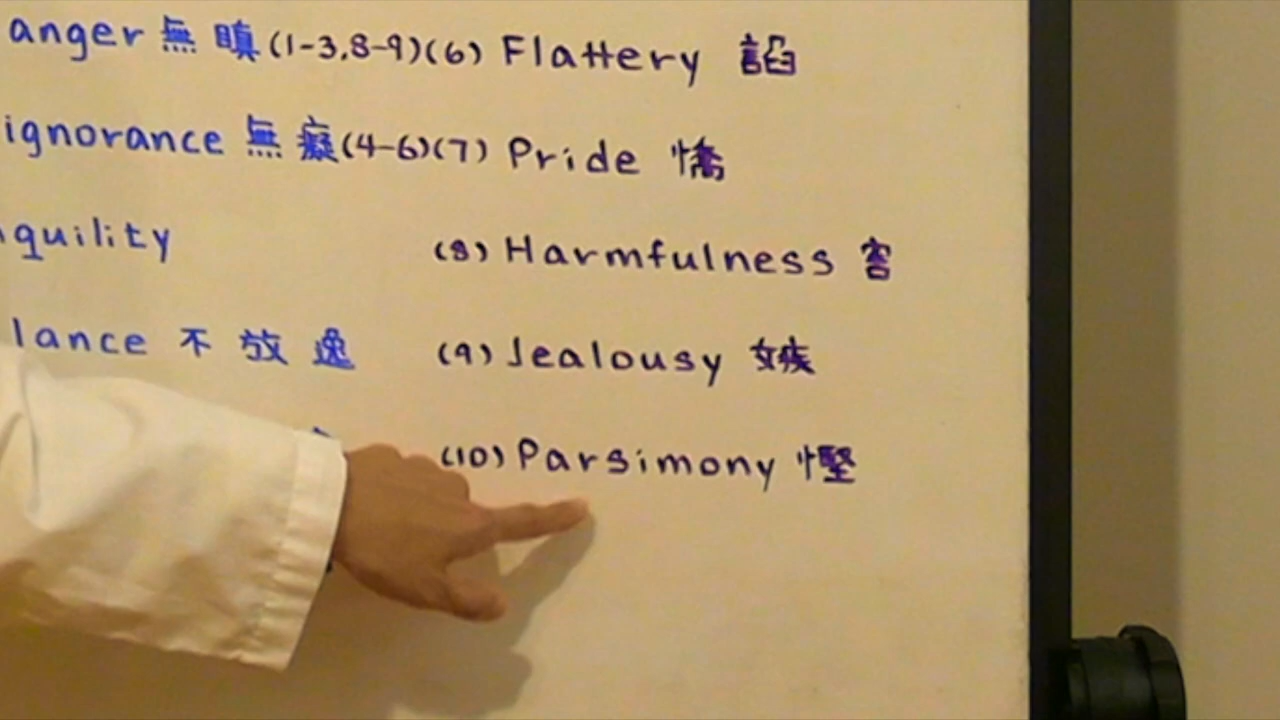 anger 無 瞋 (1-3,8-9)(6) Flattery 諂
ignorance 無 癡 (4-6)(7) Pride 憍
quility (8) Harmfulness 害
lance 不 放 逸 (9) Jealousy 嫉
(10) Parsimony 慳